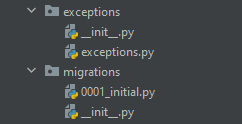 exceptions
__init__.py
exceptions.py
migrations
0001_initial.py
__init__.py